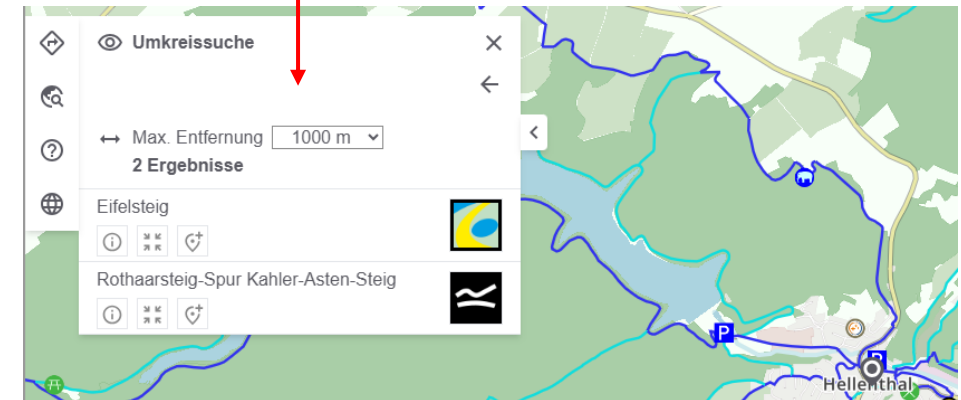 Umkreissuche
Max. Entfernung 1000 m
2 Ergebnisse
Eifelsteig
Rothaarsteig-Spur Kahler-Asten-Steig
P
P
Hellenthal